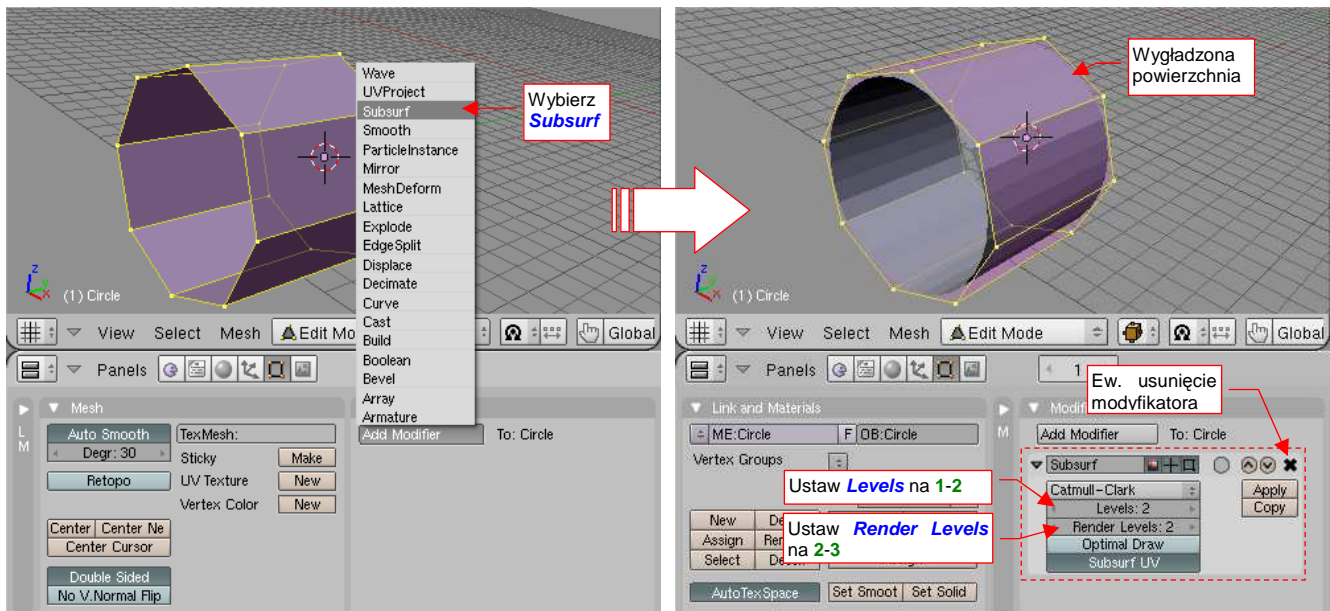 Wave
UVProject
Subsurf
Smooth
ParticleInstance
Mirror
MeshDeform
Lattice
Explode
EdgeSplit
Displace
Decimate
Curve
Cast
Build
Boolean
Bevel
Array
Armature
Add Modifier To: Circle
Wybierz
Subsurf
z
x
(1) Circle
View Select Mesh Edit Mo
Global
Panels
L
M
Mesh
Auto Smooth
Degr: 30
Retopo
TexMesh:
Sticky Make
UV Texture New
Vertex Color New
Center Center Ne
Center Cursor
Double Sided
No V.Normal Flip
Wygładzona
powierzchnia
z
x
(1) Circle
View Select Mesh Edit Mode
Global
Panels
1
Ew. usunięcie
modyfikatora
Link and Materials
ME:Circle F OB:Circle
Vertex Groups
Ustaw Levels na 1-2
Ustaw Render Levels
na 2-3
New
Assign
Select
AutoTexSpace Set Smoot Set Solid
M
Add Modifier To: Circle
Subsurf
Catmull-Clark
Levels: 2
Render Levels: 2
Optimal Draw
Subsurf UV
Apply
Copy